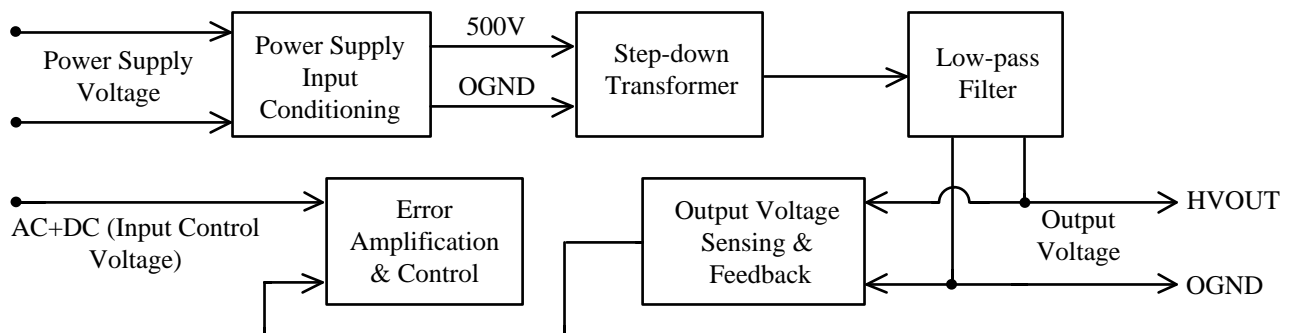 Power Supply
Voltage
Power Supply
Input
Conditioning
500V
OGND
Step-down
Transformer
Low-pass
Filter
AC+DC (Input Control
Voltage)
Error
Amplification
& Control
Output Voltage
Sensing &
Feedback
HVOUT
Output
Voltage
OGND